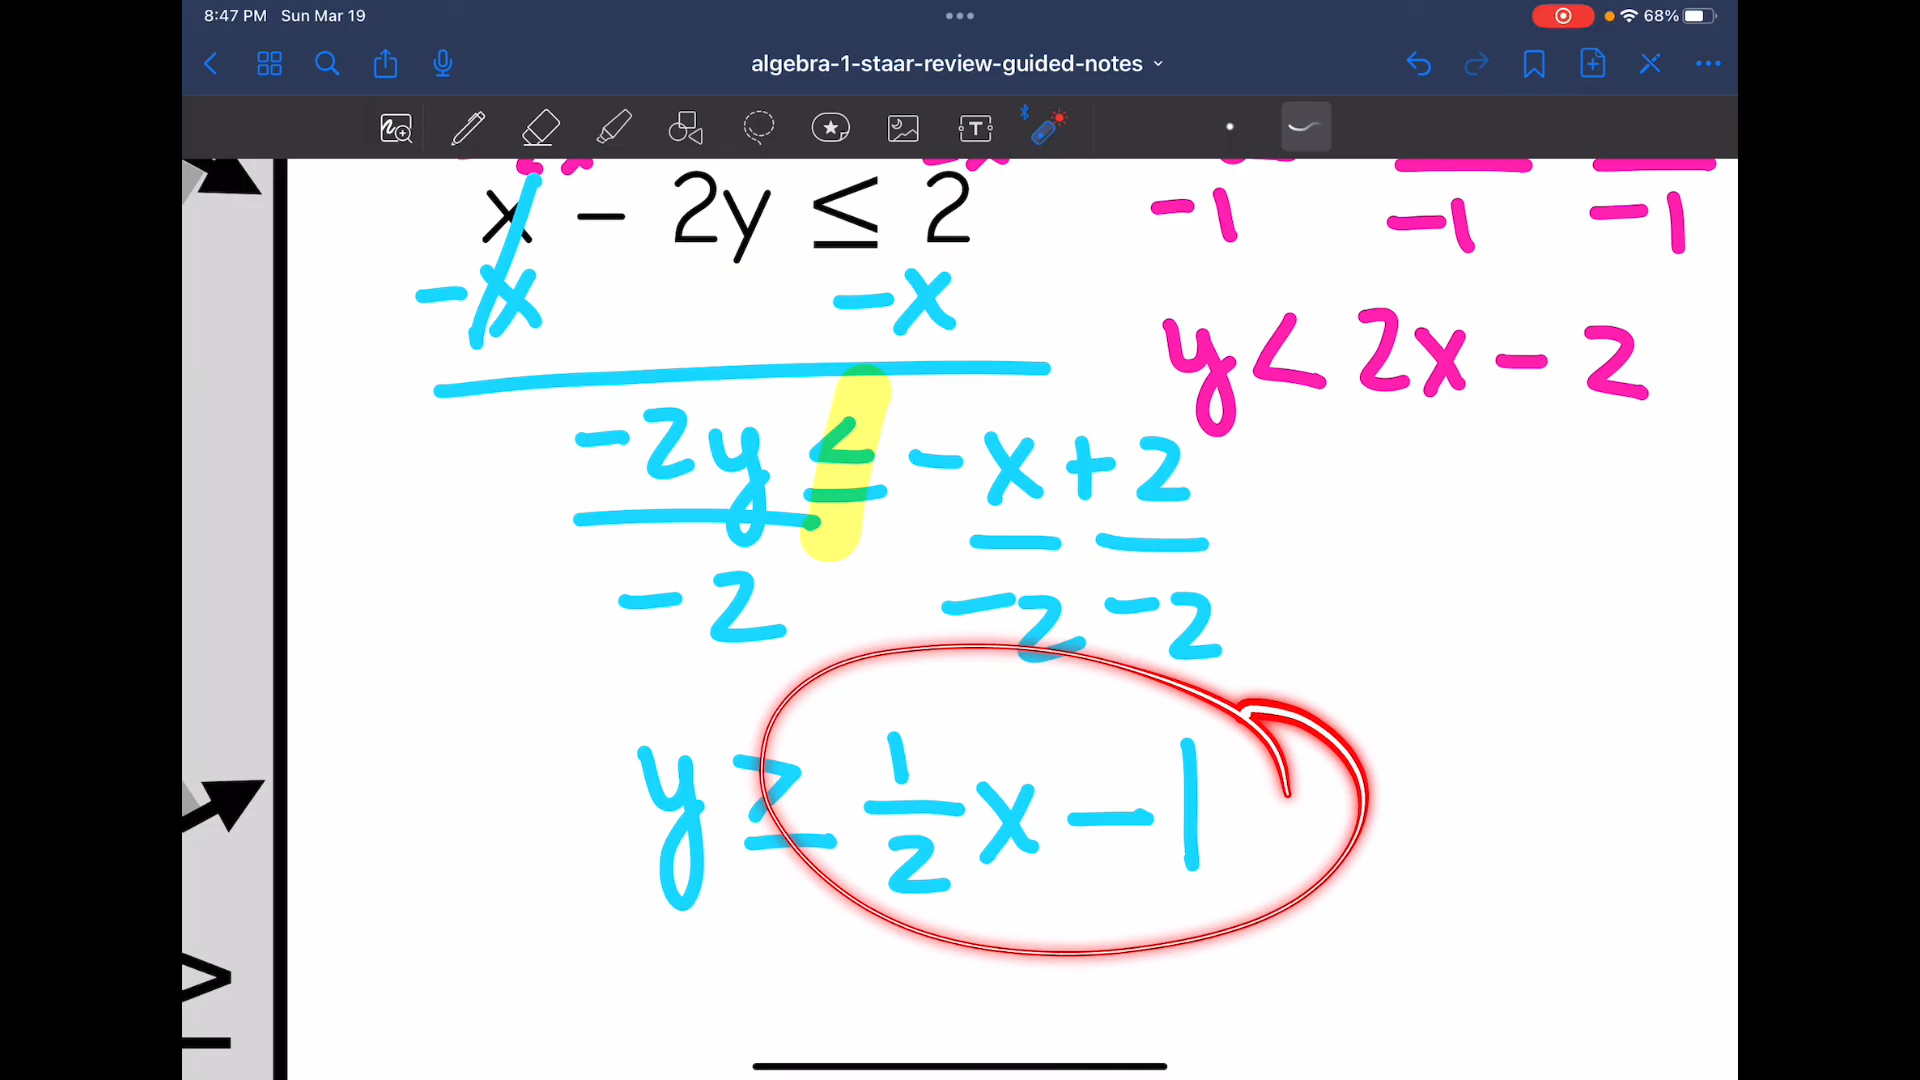 8:47 PM Sun Mar 19
68%
algebra-1-staar-review-guided-notes
T
x - 2y ≤ 2
-x -x
-2y ≤ -x + 2
-2 -2 -2
y ≥ 1/2 x - 1
-1 -1 -1
y < 2x - 2